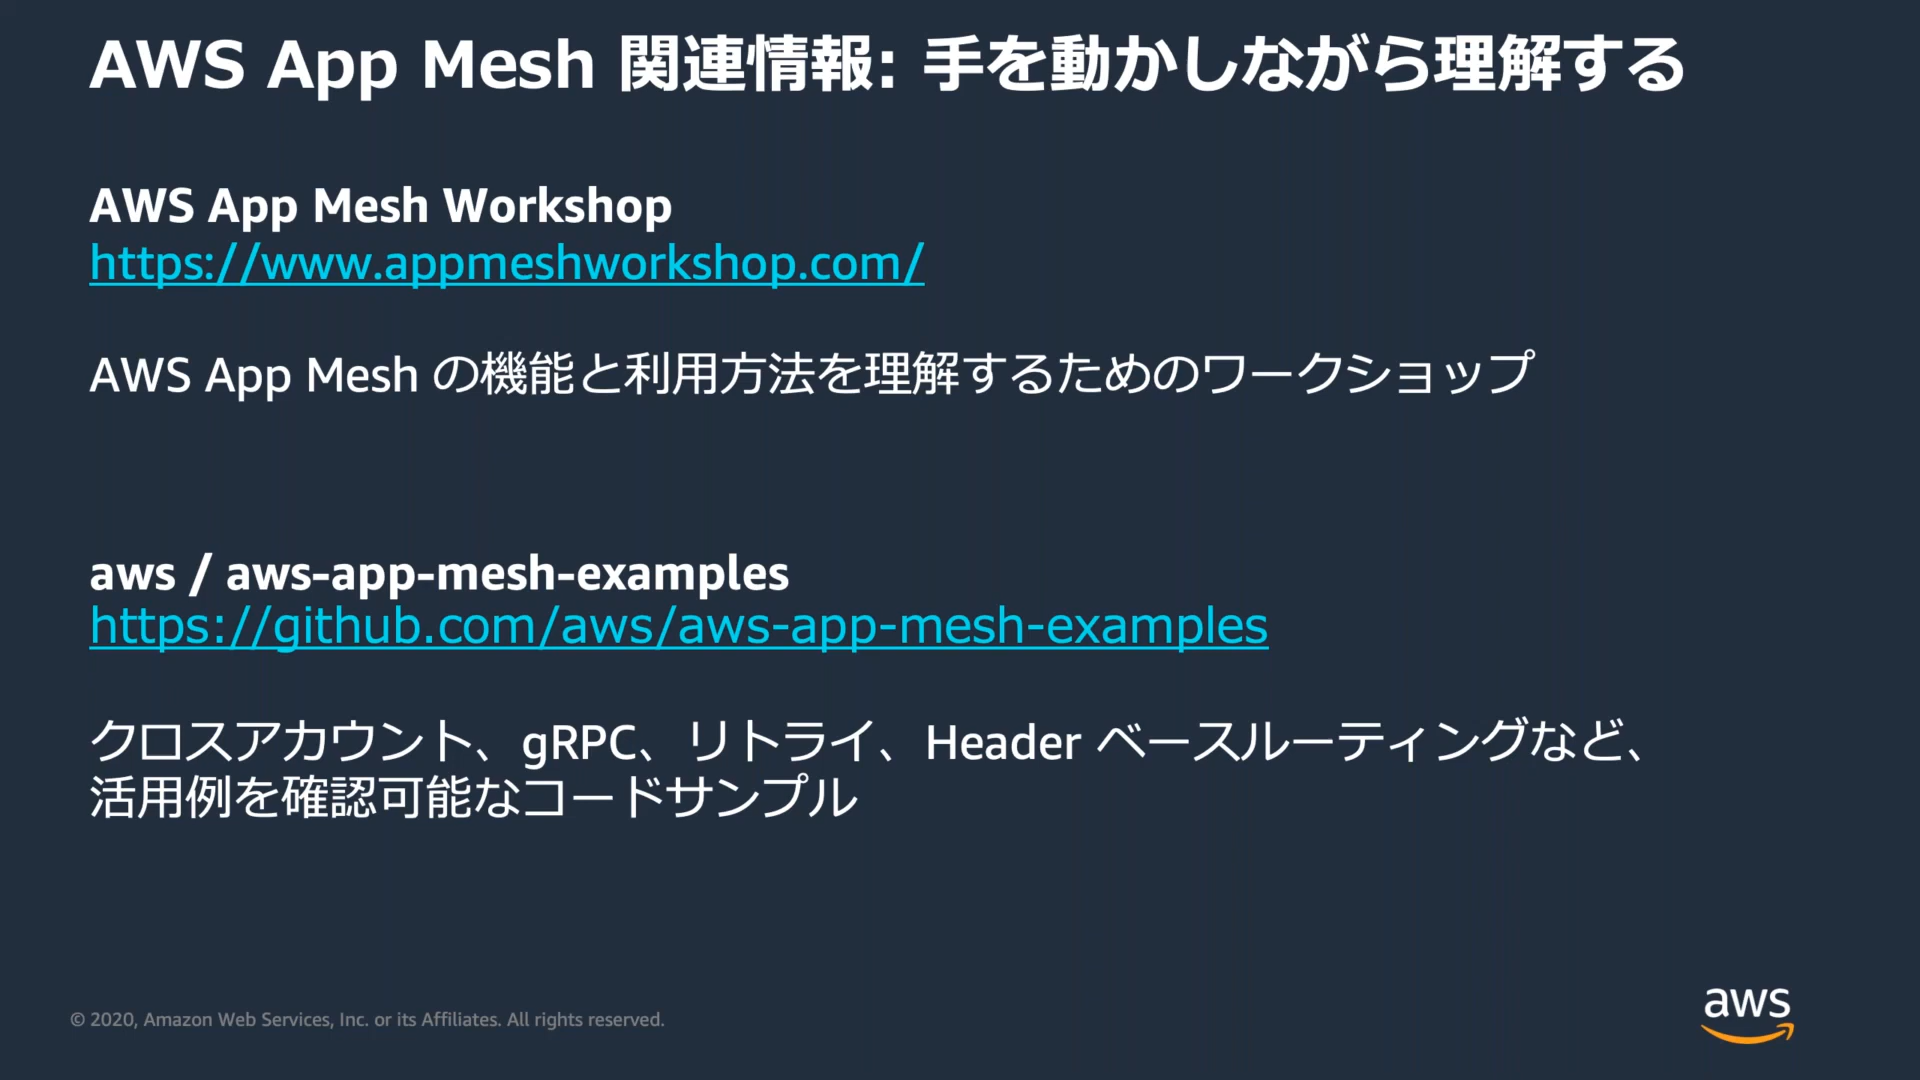 AWS App Mesh 関連情報: 手を動かしながら理解する
AWS App Mesh Workshop
https://www.appmeshworkshop.com/
AWS App Mesh の機能と利用方法を理解するためのワークショップ
aws / aws-app-mesh-examples
https://github.com/aws/aws-app-mesh-examples
クロスアカウント、gRPC、リトライ、Header ベースルーティングなど、
活用例を確認可能なコードサンプル
© 2020, Amazon Web Services, Inc. or its Affiliates. All rights reserved.
aws